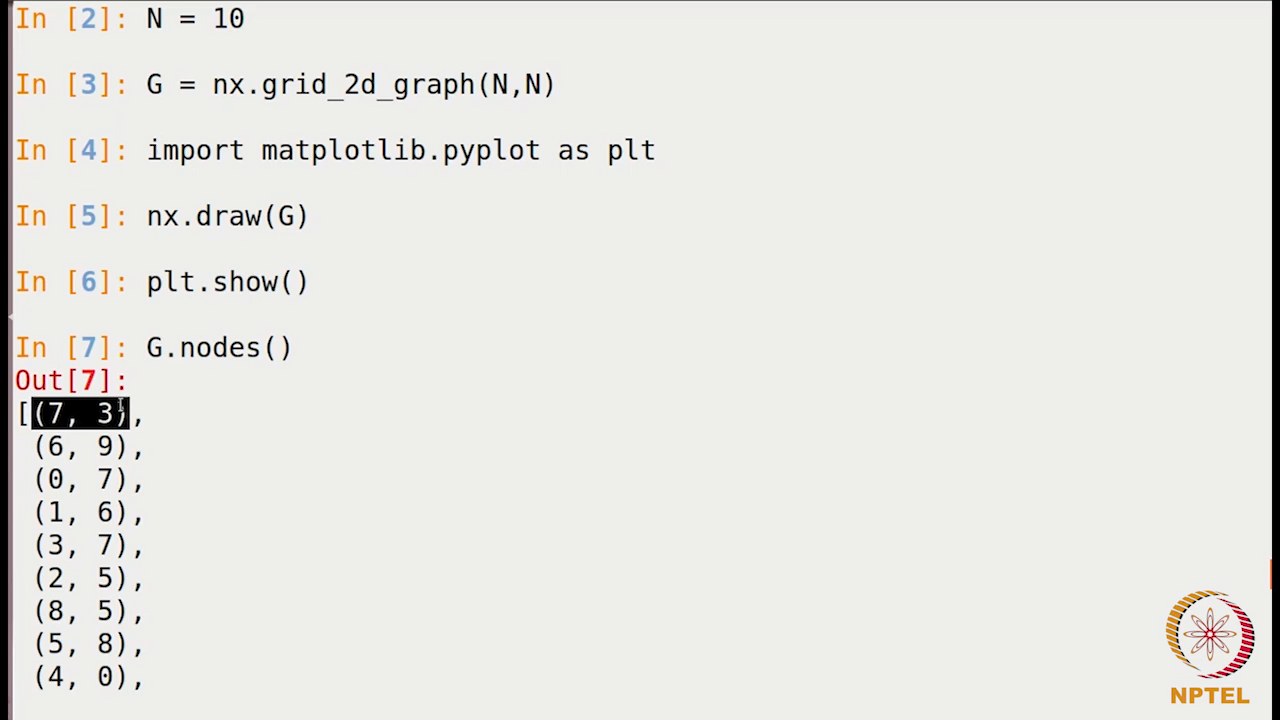 In [2]: N = 10
In [3]: G = nx.grid_2d_graph(N,N)
In [4]: import matplotlib.pyplot as plt
In [5]: nx.draw(G)
In [6]: plt.show()
In [7]: G.nodes()
Out[7]:
[(7, 3),
(6, 9),
(0, 7),
(1, 6),
(3, 7),
(2, 5),
(8, 5),
(5, 8),
(4, 0),
NPTEL